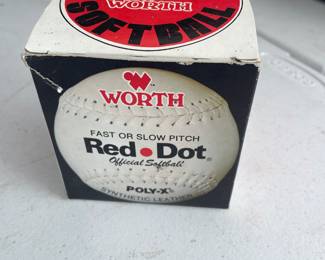 WORTH
SOFTBALL
WORTH
FAST OR SLOW PITCH
Red Dot®
Official Softball
POLY-X
SYNTHETIC LEATHER